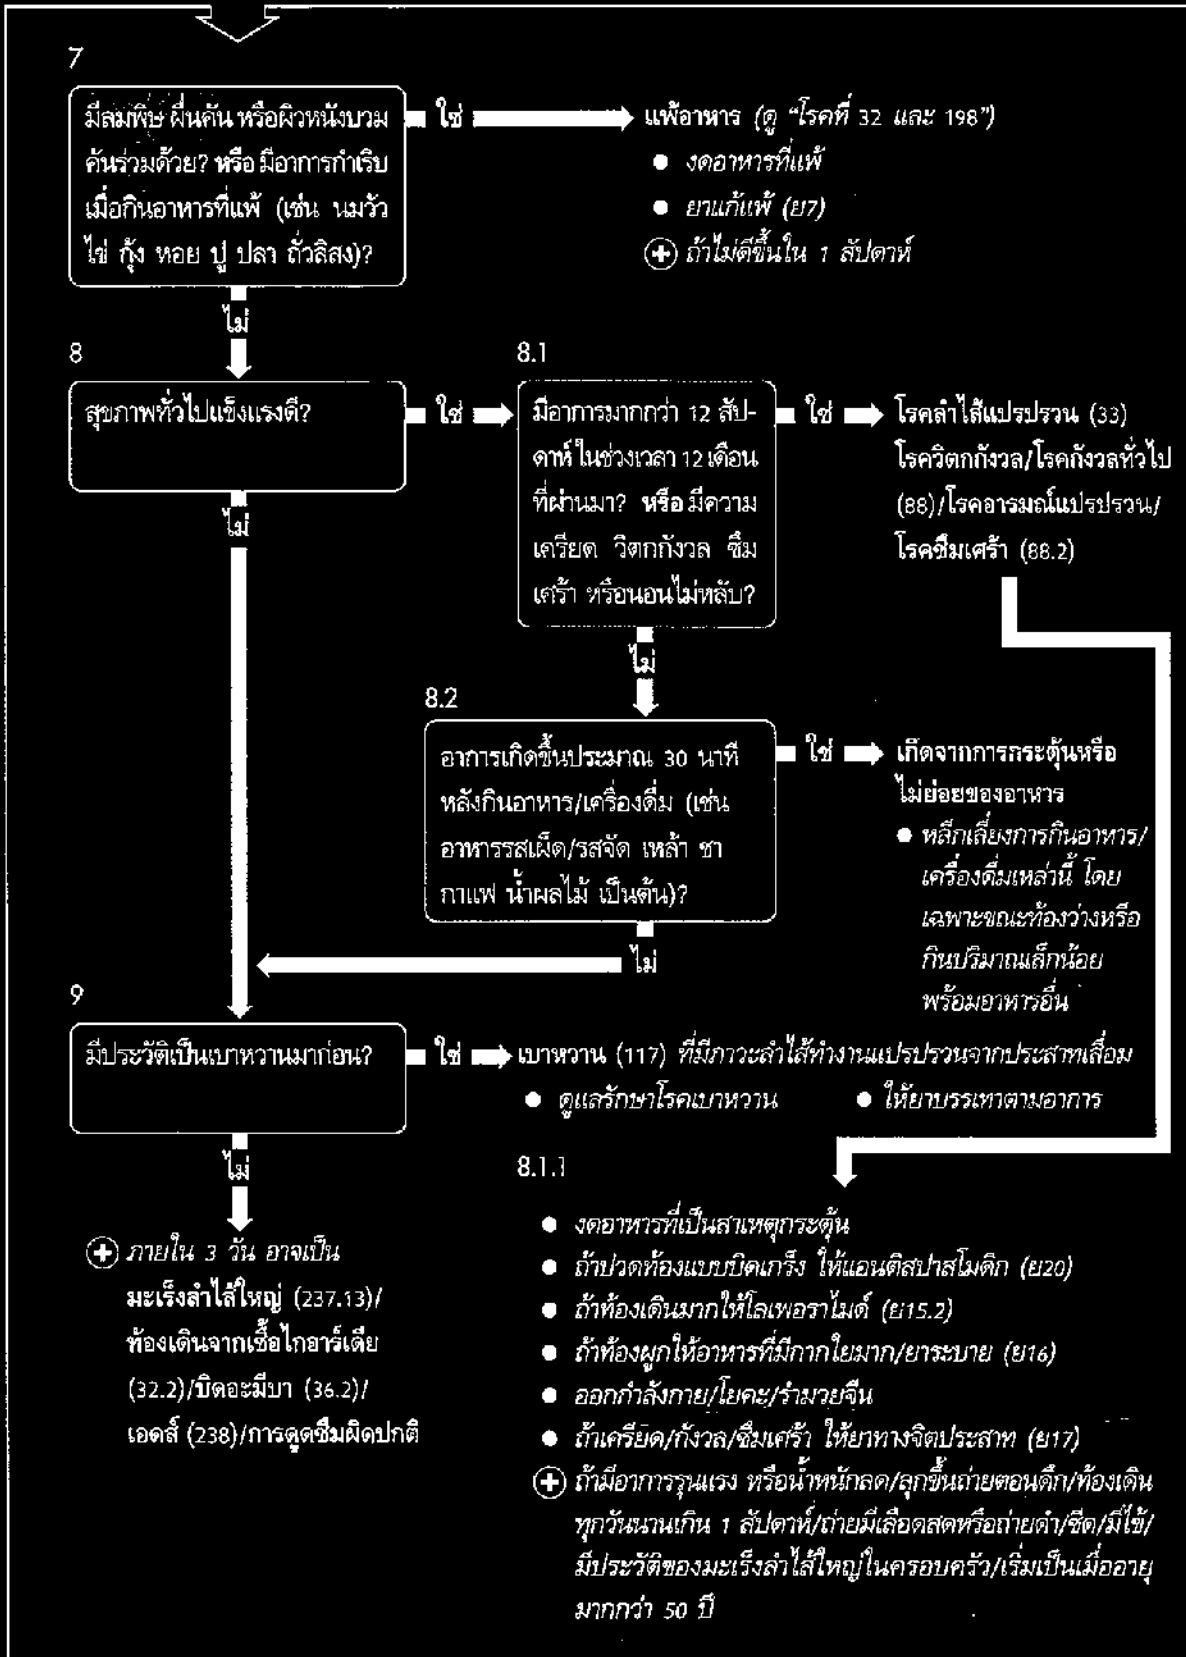 7
มีลมพิษ ผื่นคัน หรือผิวหนังบวม
คันร่วมด้วย? หรือ มีอาการกำเริบ
เมื่อกินอาหารที่แพ้ (เช่น นมวัว
ไข่ กุ้ง หอย ปู ปลา ถั่วลิสง)?
ใช่
แพ้อาหาร (ดู "โรคที่ 32 และ 198")
● งดอาหารที่แพ้
● ยาแก้แพ้ (ย7)
⊕ ถ้าไม่ดีขึ้นใน 1 สัปดาห์
ไม่
8
สุขภาพทั่วไปแข็งแรงดี?
ใช่
8.1
มีอาการมากกว่า 12 สัป-
ดาห์ ในช่วงเวลา 12 เดือน
ที่ผ่านมา? หรือ มีความ
เครียด วิตกกังวล ซึม
เศร้า หรือนอนไม่หลับ?
ใช่
โรคลำไส้แปรปรวน (33)
โรควิตกกังวล/โรคกังวลทั่วไป
(88)/โรคอารมณ์แปรปรวน/
โรคซึมเศร้า (88.2)
ไม่
ไม่
8.2
อาการเกิดขึ้นประมาณ 30 นาที
หลังกินอาหาร/เครื่องดื่ม (เช่น
อาหารรสเผ็ด/รสจัด เหล้า ชา
กาแฟ น้ำผลไม้ เป็นต้น)?
ใช่
เกิดจากการกระตุ้นหรือ
ไม่ย่อยของอาหาร
● หลีกเลี่ยงการกินอาหาร/
เครื่องดื่มเหล่านี้ โดย
เฉพาะขณะท้องว่างหรือ
กินปริมาณเล็กน้อย
พร้อมอาหารอื่น
ไม่
9
มีประวัติเป็นเบาหวานมาก่อน?
ใช่
เบาหวาน (117) ที่มีภาวะลำไส้ทำงานแปรปรวนจากประสาทเสื่อม
● ดูแลรักษาโรคเบาหวาน ● ให้ยาบรรเทาตามอาการ
ไม่
⊕ ภายใน 3 วัน อาจเป็น
มะเร็งลำไส้ใหญ่ (237.13)/
ท้องเดินจากเชื้อไกอาร์เดีย
(32.2)/บิดอะมีบา (36.2)/
เอดส์ (238)/การดูดซึมผิดปกติ
8.1.1
● งดอาหารที่เป็นสาเหตุกระตุ้น
● ถ้าปวดท้องแบบบิดเกร็ง ให้แอนติสปาสโมดิก (ย20)
● ถ้าท้องเดินมากให้โลเพอราไมด์ (ย15.2)
● ถ้าท้องผูกให้อาหารที่มีกากใยมาก/ยาระบาย (ย16)
● ออกกำลังกาย/โยคะ/รำมวยจีน
● ถ้าเครียด/กังวล/ซึมเศร้า ให้ยาทางจิตประสาท (ย17)
⊕ ถ้ามีอาการรุนแรง หรือน้ำหนักลด/ลุกขึ้นถ่ายตอนดึก/ท้องเดิน
ทุกวันนานเกิน 1 สัปดาห์/ถ่ายมีเลือดสดหรือถ่ายดำ/ซีด/มีไข้/
มีประวัติของมะเร็งลำไส้ใหญ่ในครอบครัว/เริ่มเป็นเมื่ออายุ
มากกว่า 50 ปี